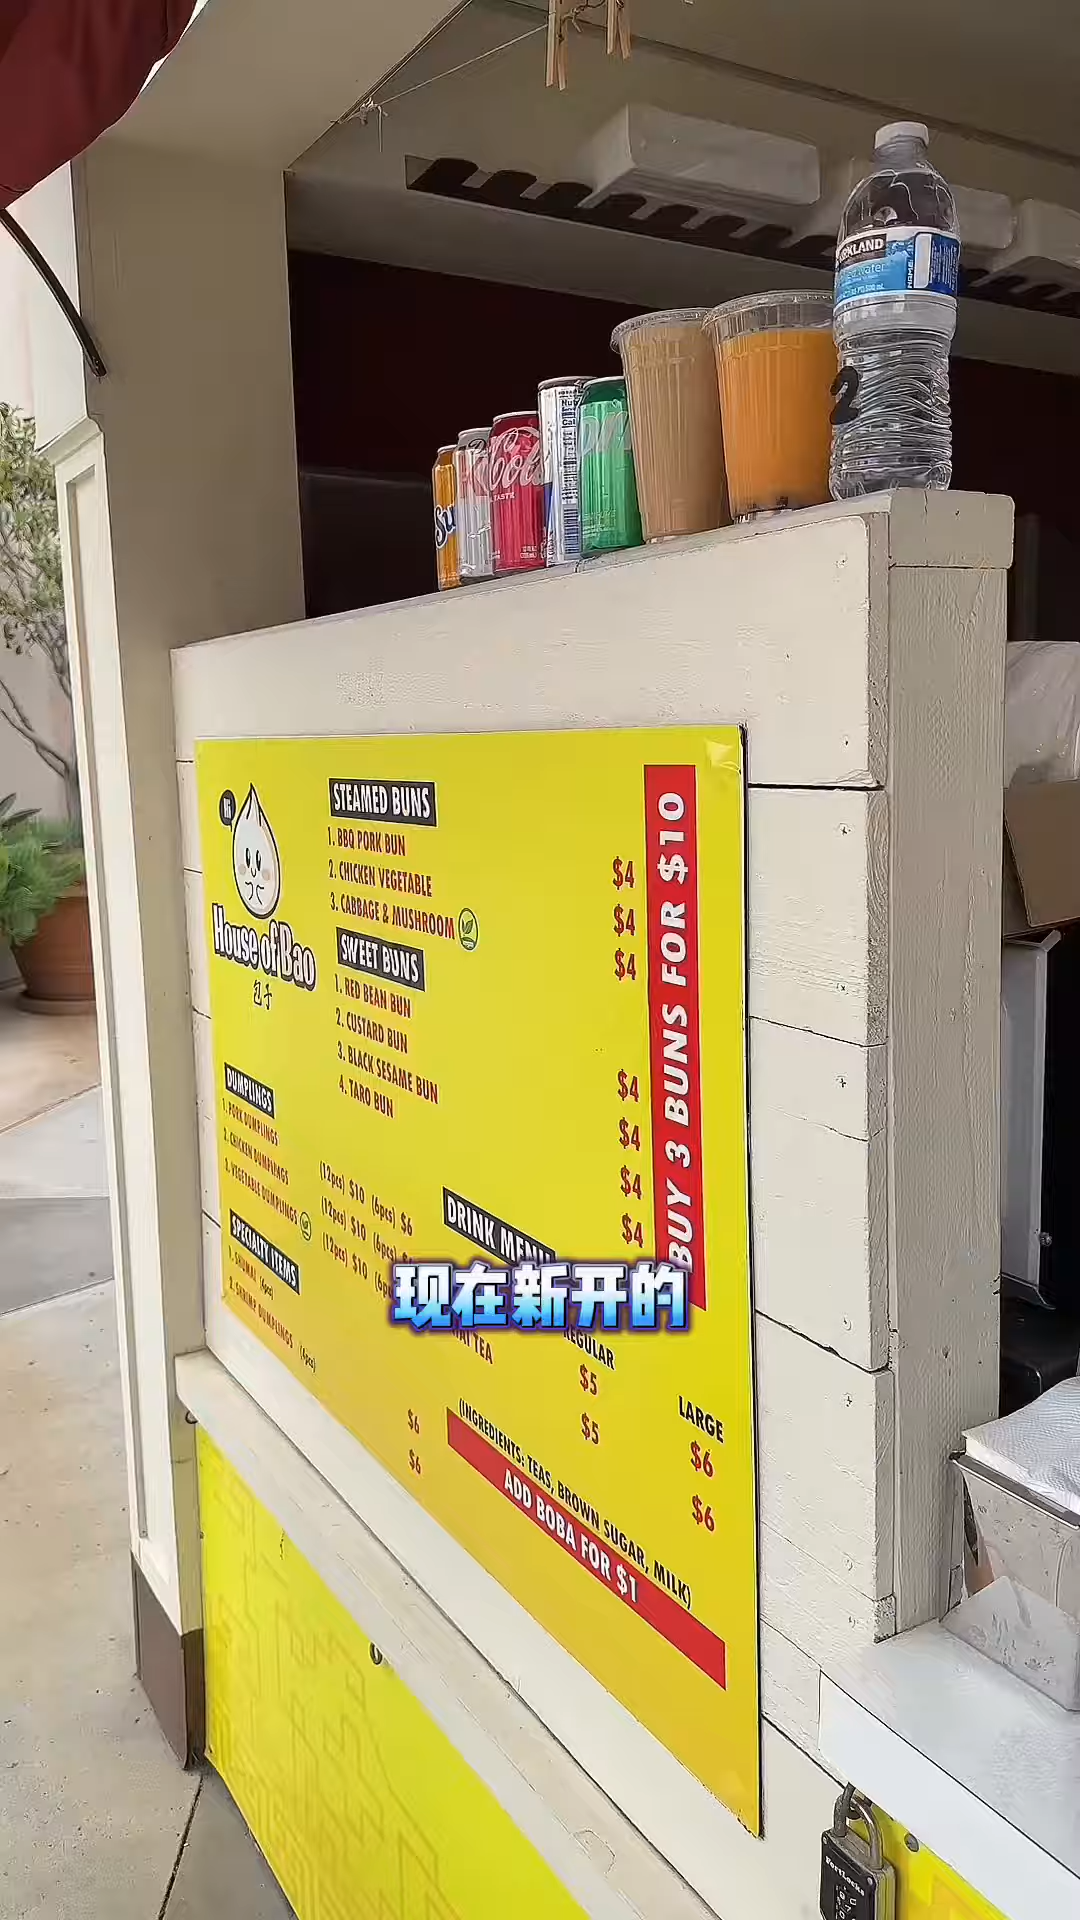 KIRKLAND
Hi
House of Bao
包子
STEAMED BUNS
1. BBQ PORK BUN $4
2. CHICKEN VEGETABLE $4
3. CABBAGE & MUSHROOM $4
SWEET BUNS
1. RED BEAN BUN $4
2. CUSTARD BUN $4
3. BLACK SESAME BUN $4
4. TARO BUN $4
BUY 3 BUNS FOR $10
DUMPLINGS
1. PORK DUMPLINGS (12pcs) $10 (6pcs) $6
2. CHICKEN DUMPLINGS (12pcs) $10 (6pcs)
3. VEGETABLE DUMPLINGS (12pcs) $10
SPECIALTY ITEMS
1. SHUMAI (6pcs) $6
2. SHRIMP DUMPLINGS (6pcs) $6
DRINK MENU
现在新开的
REGULAR LARGE
THAI TEA $5 $6
$5 $6
(INGREDIENTS: TEAS, BROWN SUGAR, MILK)
ADD BOBA FOR $1